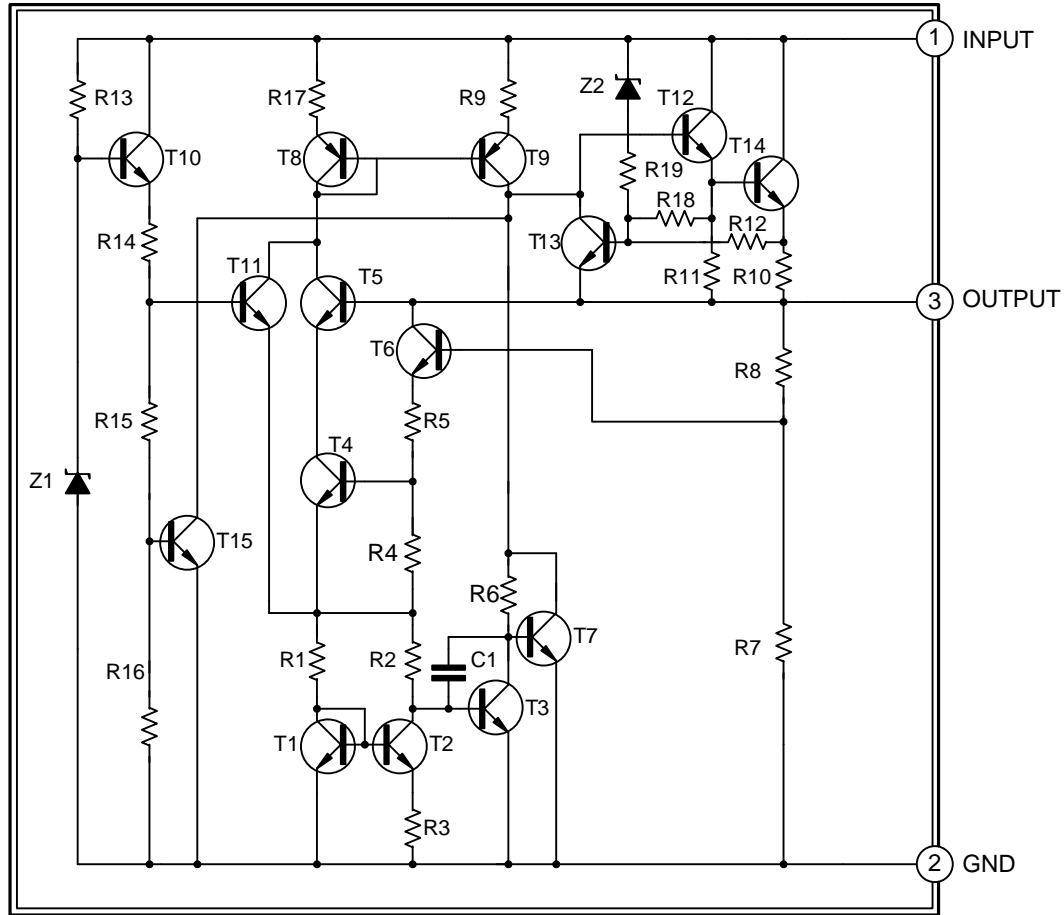 1 INPUT
R13
R17
R9
Z2
T12
T10
T8
T9
T14
R19
R18
R14
T13
R12
T11
T5
R11
R10
3 OUTPUT
T6
R8
R15
R5
T4
Z1
T15
R4
R6
R1
R2
C1
T7
R7
R16
T3
T1
T2
R3
2 GND